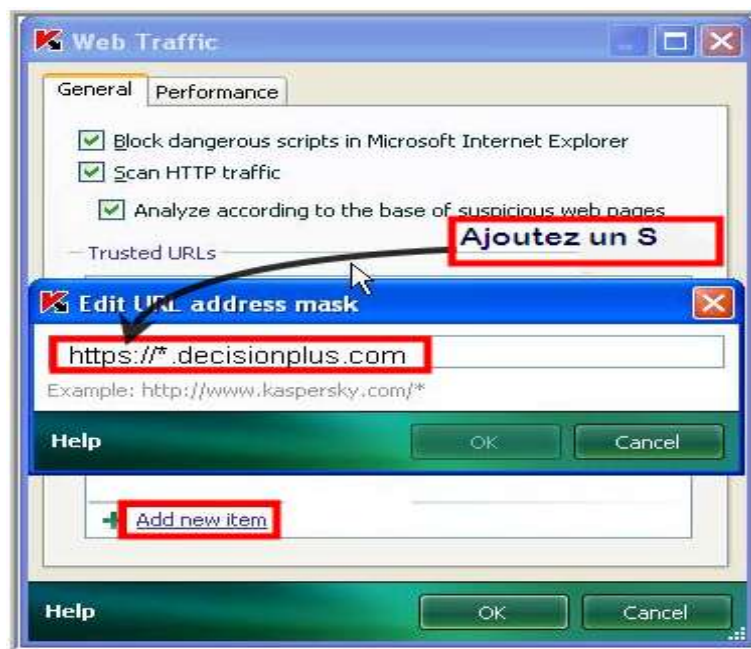 Web Traffic
General Performance
Block dangerous scripts in Microsoft Internet Explorer
Scan HTTP traffic
Analyze according to the base of suspicious web pages
Ajoutez un S
Trusted URLs
Edit URL address mask
https://*.decisionplus.com
Example: http://www.kaspersky.com/*
Help OK Cancel
Add new item
Help OK Cancel